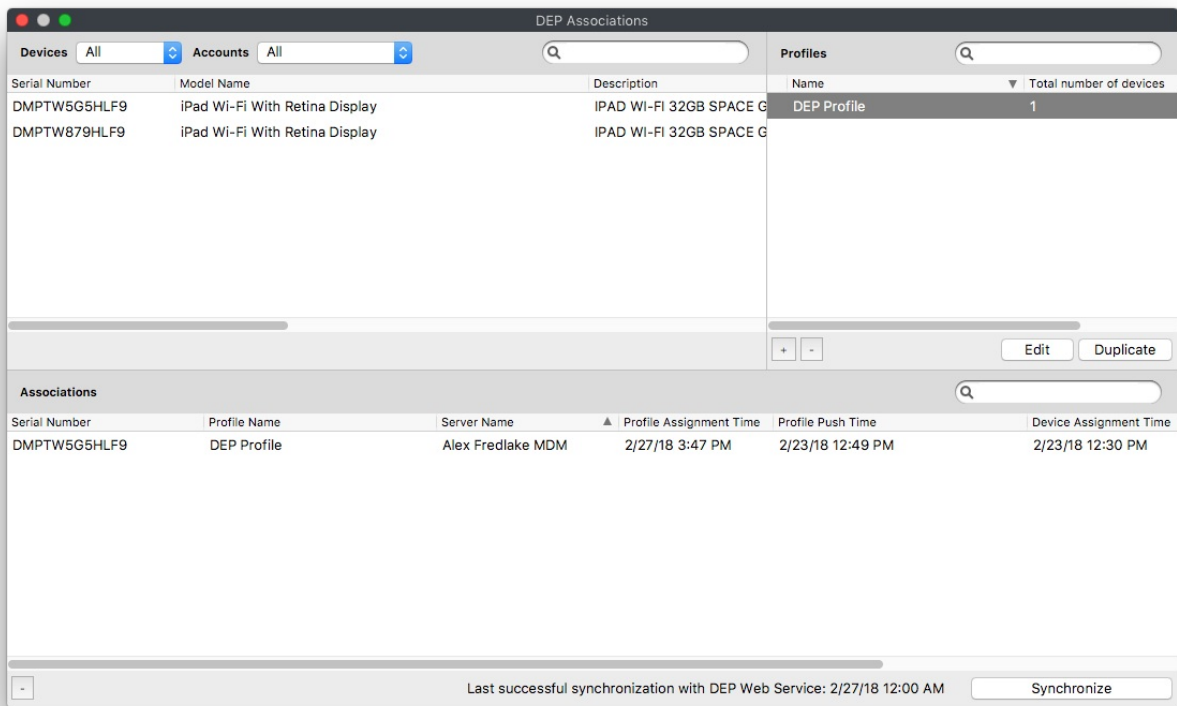 DEP Associations
Devices All Accounts All Profiles
Serial Number Model Name Description Name Total number of devices
DMPTW5G5HLF9 iPad Wi-Fi With Retina Display IPAD WI-FI 32GB SPACE G DEP Profile 1
DMPTW879HLF9 iPad Wi-Fi With Retina Display IPAD WI-FI 32GB SPACE G
+ - Edit Duplicate
Associations
Serial Number Profile Name Server Name Profile Assignment Time Profile Push Time Device Assignment Time
DMPTW5G5HLF9 DEP Profile Alex Fredlake MDM 2/27/18 3:47 PM 2/23/18 12:49 PM 2/23/18 12:30 PM
- Last successful synchronization with DEP Web Service: 2/27/18 12:00 AM Synchronize